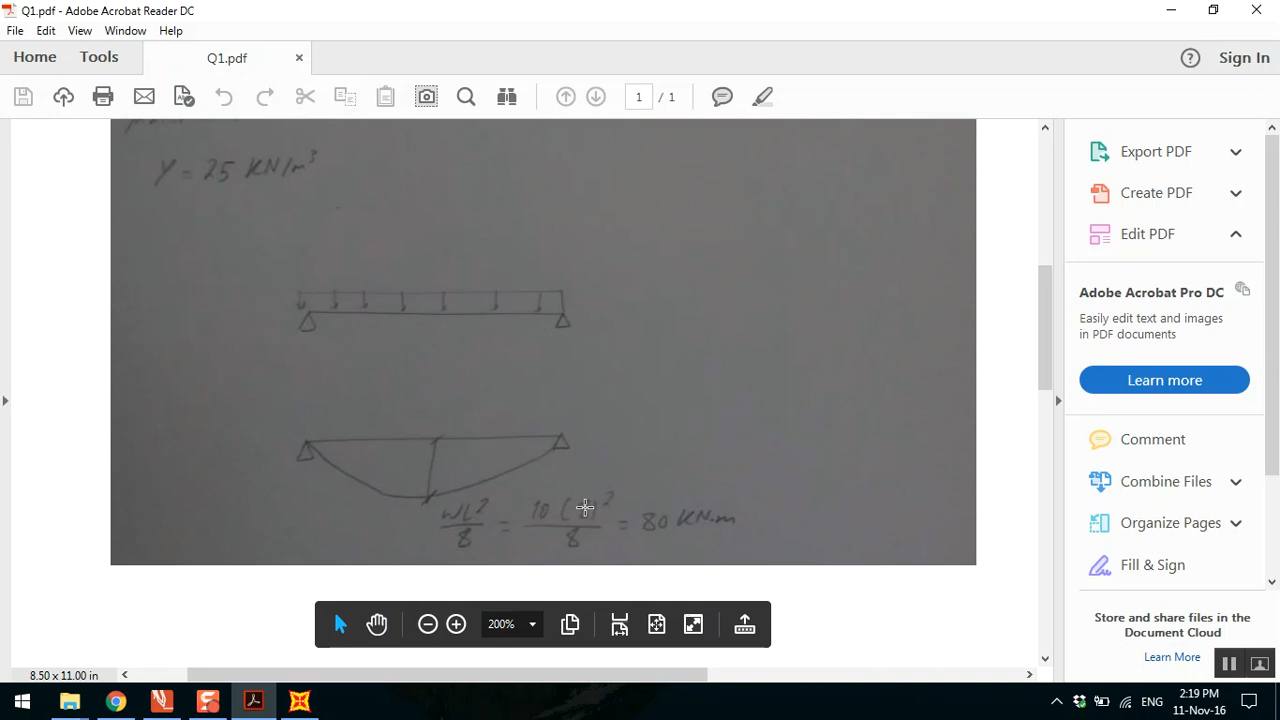 Q1.pdf - Adobe Acrobat Reader DC
File Edit View Window Help
Home Tools Q1.pdf × ? Sign In
1 / 1
γ = 25 KN/m³
wl²/8 = 10 ( )²/8 = 80 KN.m
Export PDF
Create PDF
Edit PDF
Adobe Acrobat Pro DC
Easily edit text and images
in PDF documents
Learn more
Comment
Combine Files
Organize Pages
Fill & Sign
Store and share files in the
Document Cloud
Learn More
200%
8.50 x 11.00 in
ENG
2:19 PM
11-Nov-16